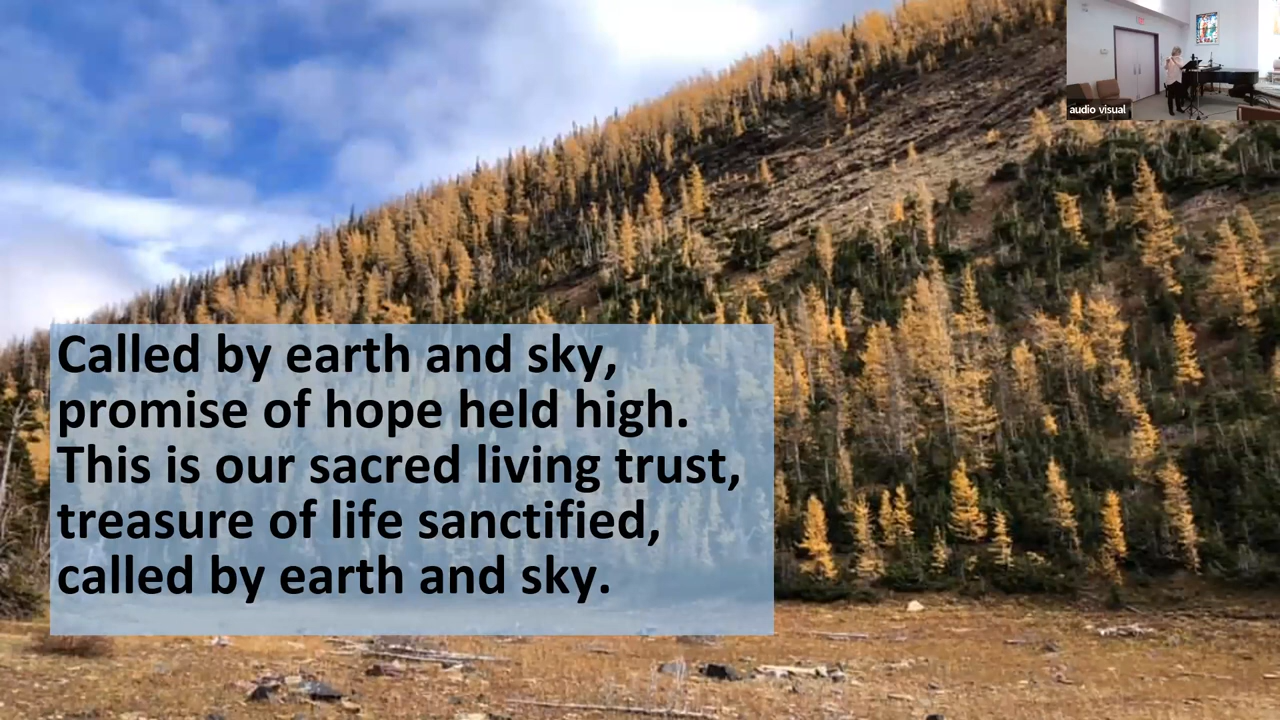 audio visual
Called by earth and sky,
promise of hope held high.
This is our sacred living trust,
treasure of life sanctified,
called by earth and sky.